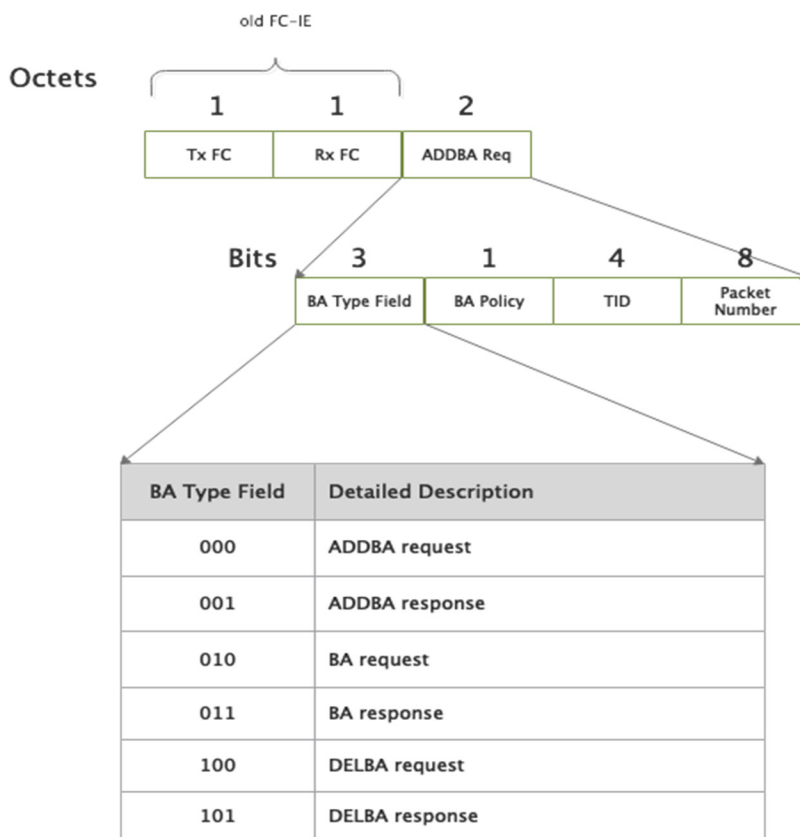 old FC-IE
Octets
1 1 2
Tx FC Rx FC ADDBA Req
Bits 3 1 4 8
BA Type Field BA Policy TID Packet
Number
BA Type Field Detailed Description
000 ADDBA request
001 ADDBA response
010 BA request
011 BA response
100 DELBA request
101 DELBA response